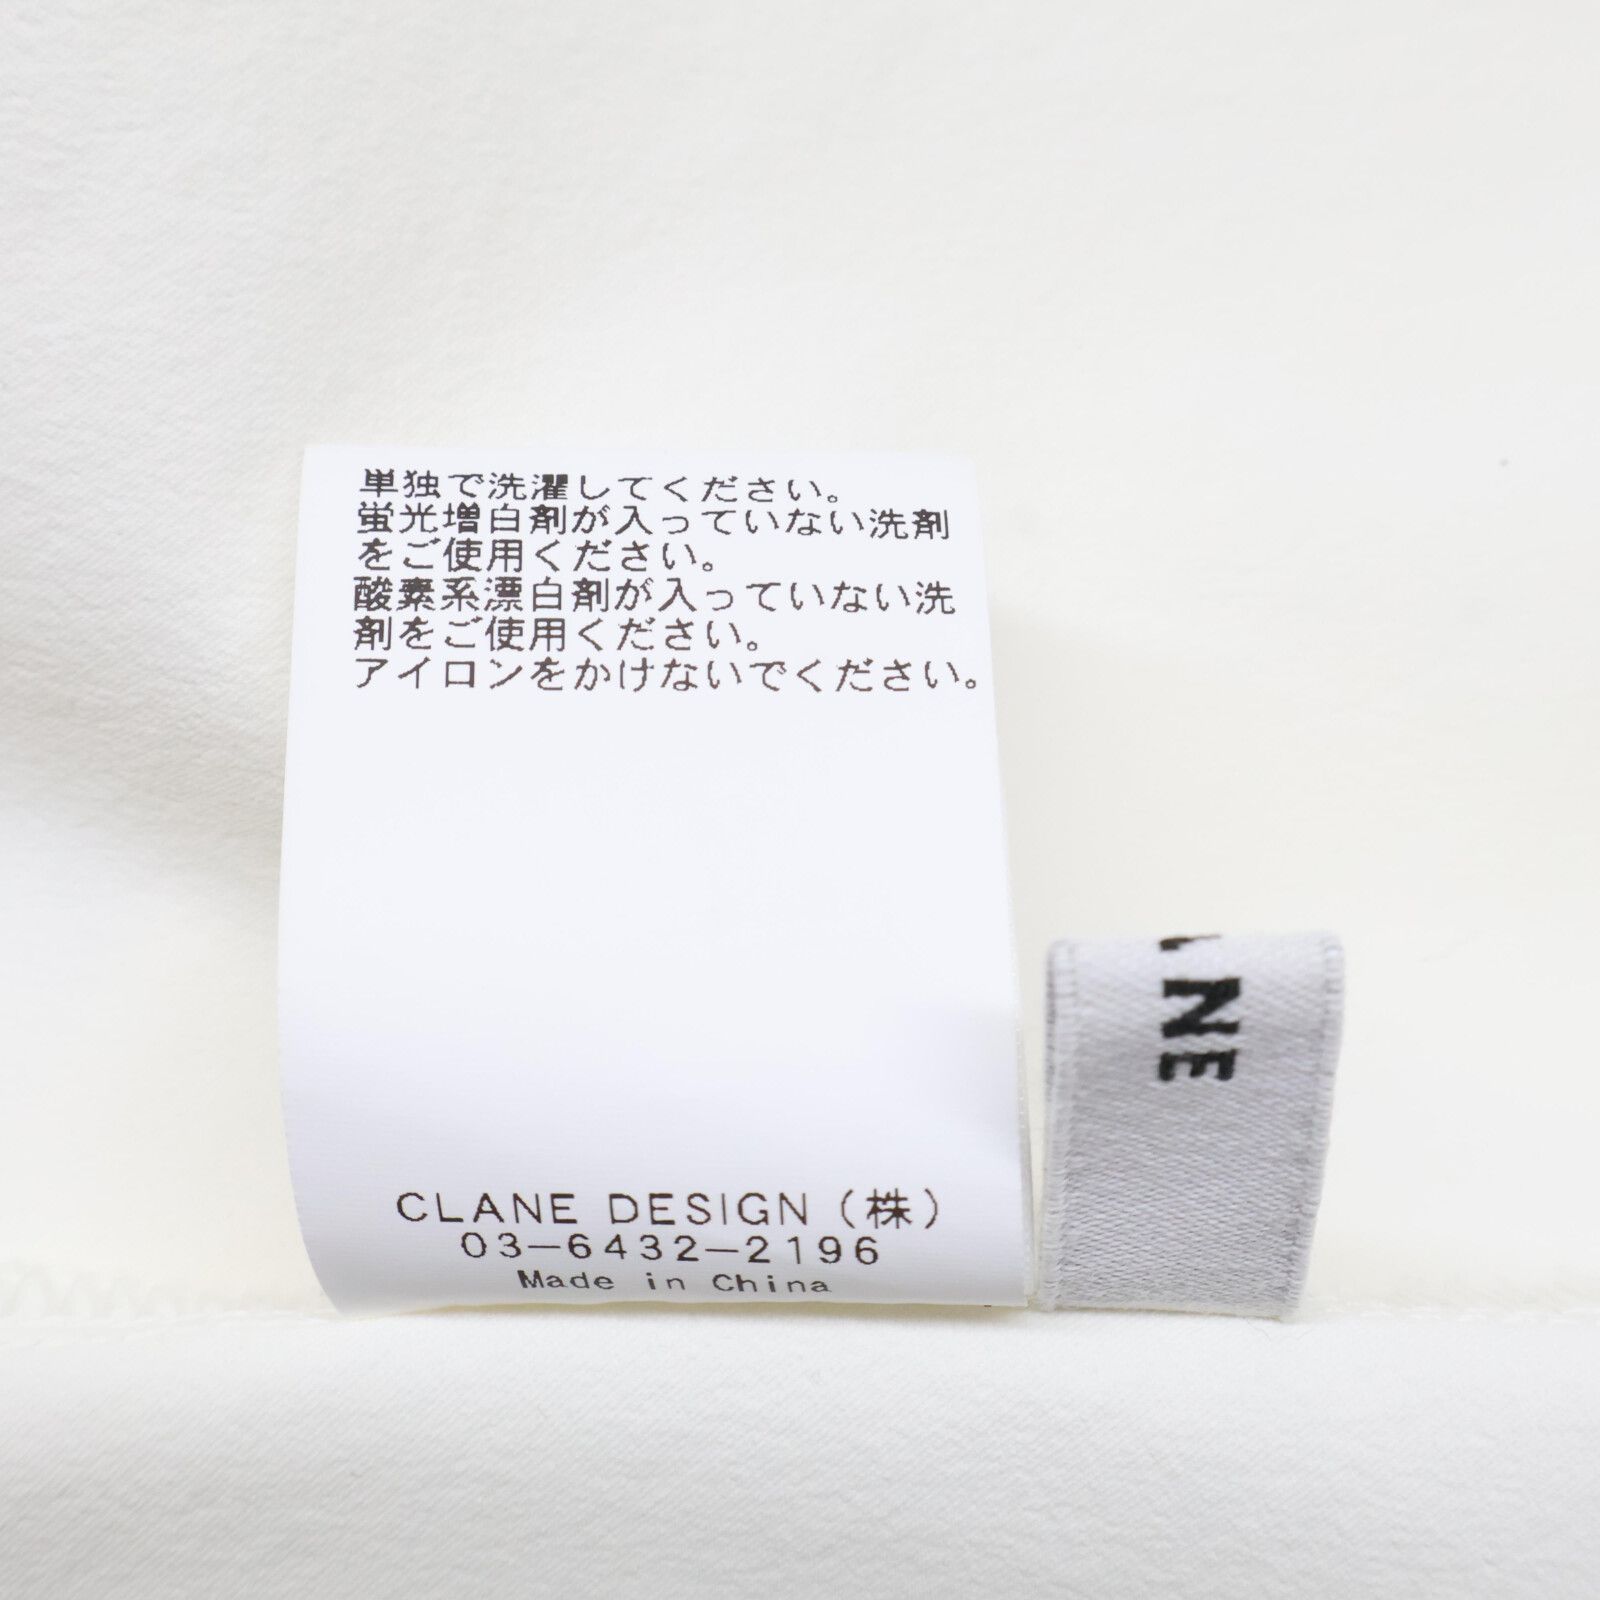 単独で洗濯してください。
蛍光増白剤が入っていない洗剤
をご使用ください。
酸素系漂白剤が入っていない洗
剤をご使用ください。
アイロンをかけないでください。
CLANE DESIGN（株）
03-6432-2196
Made in China
NE